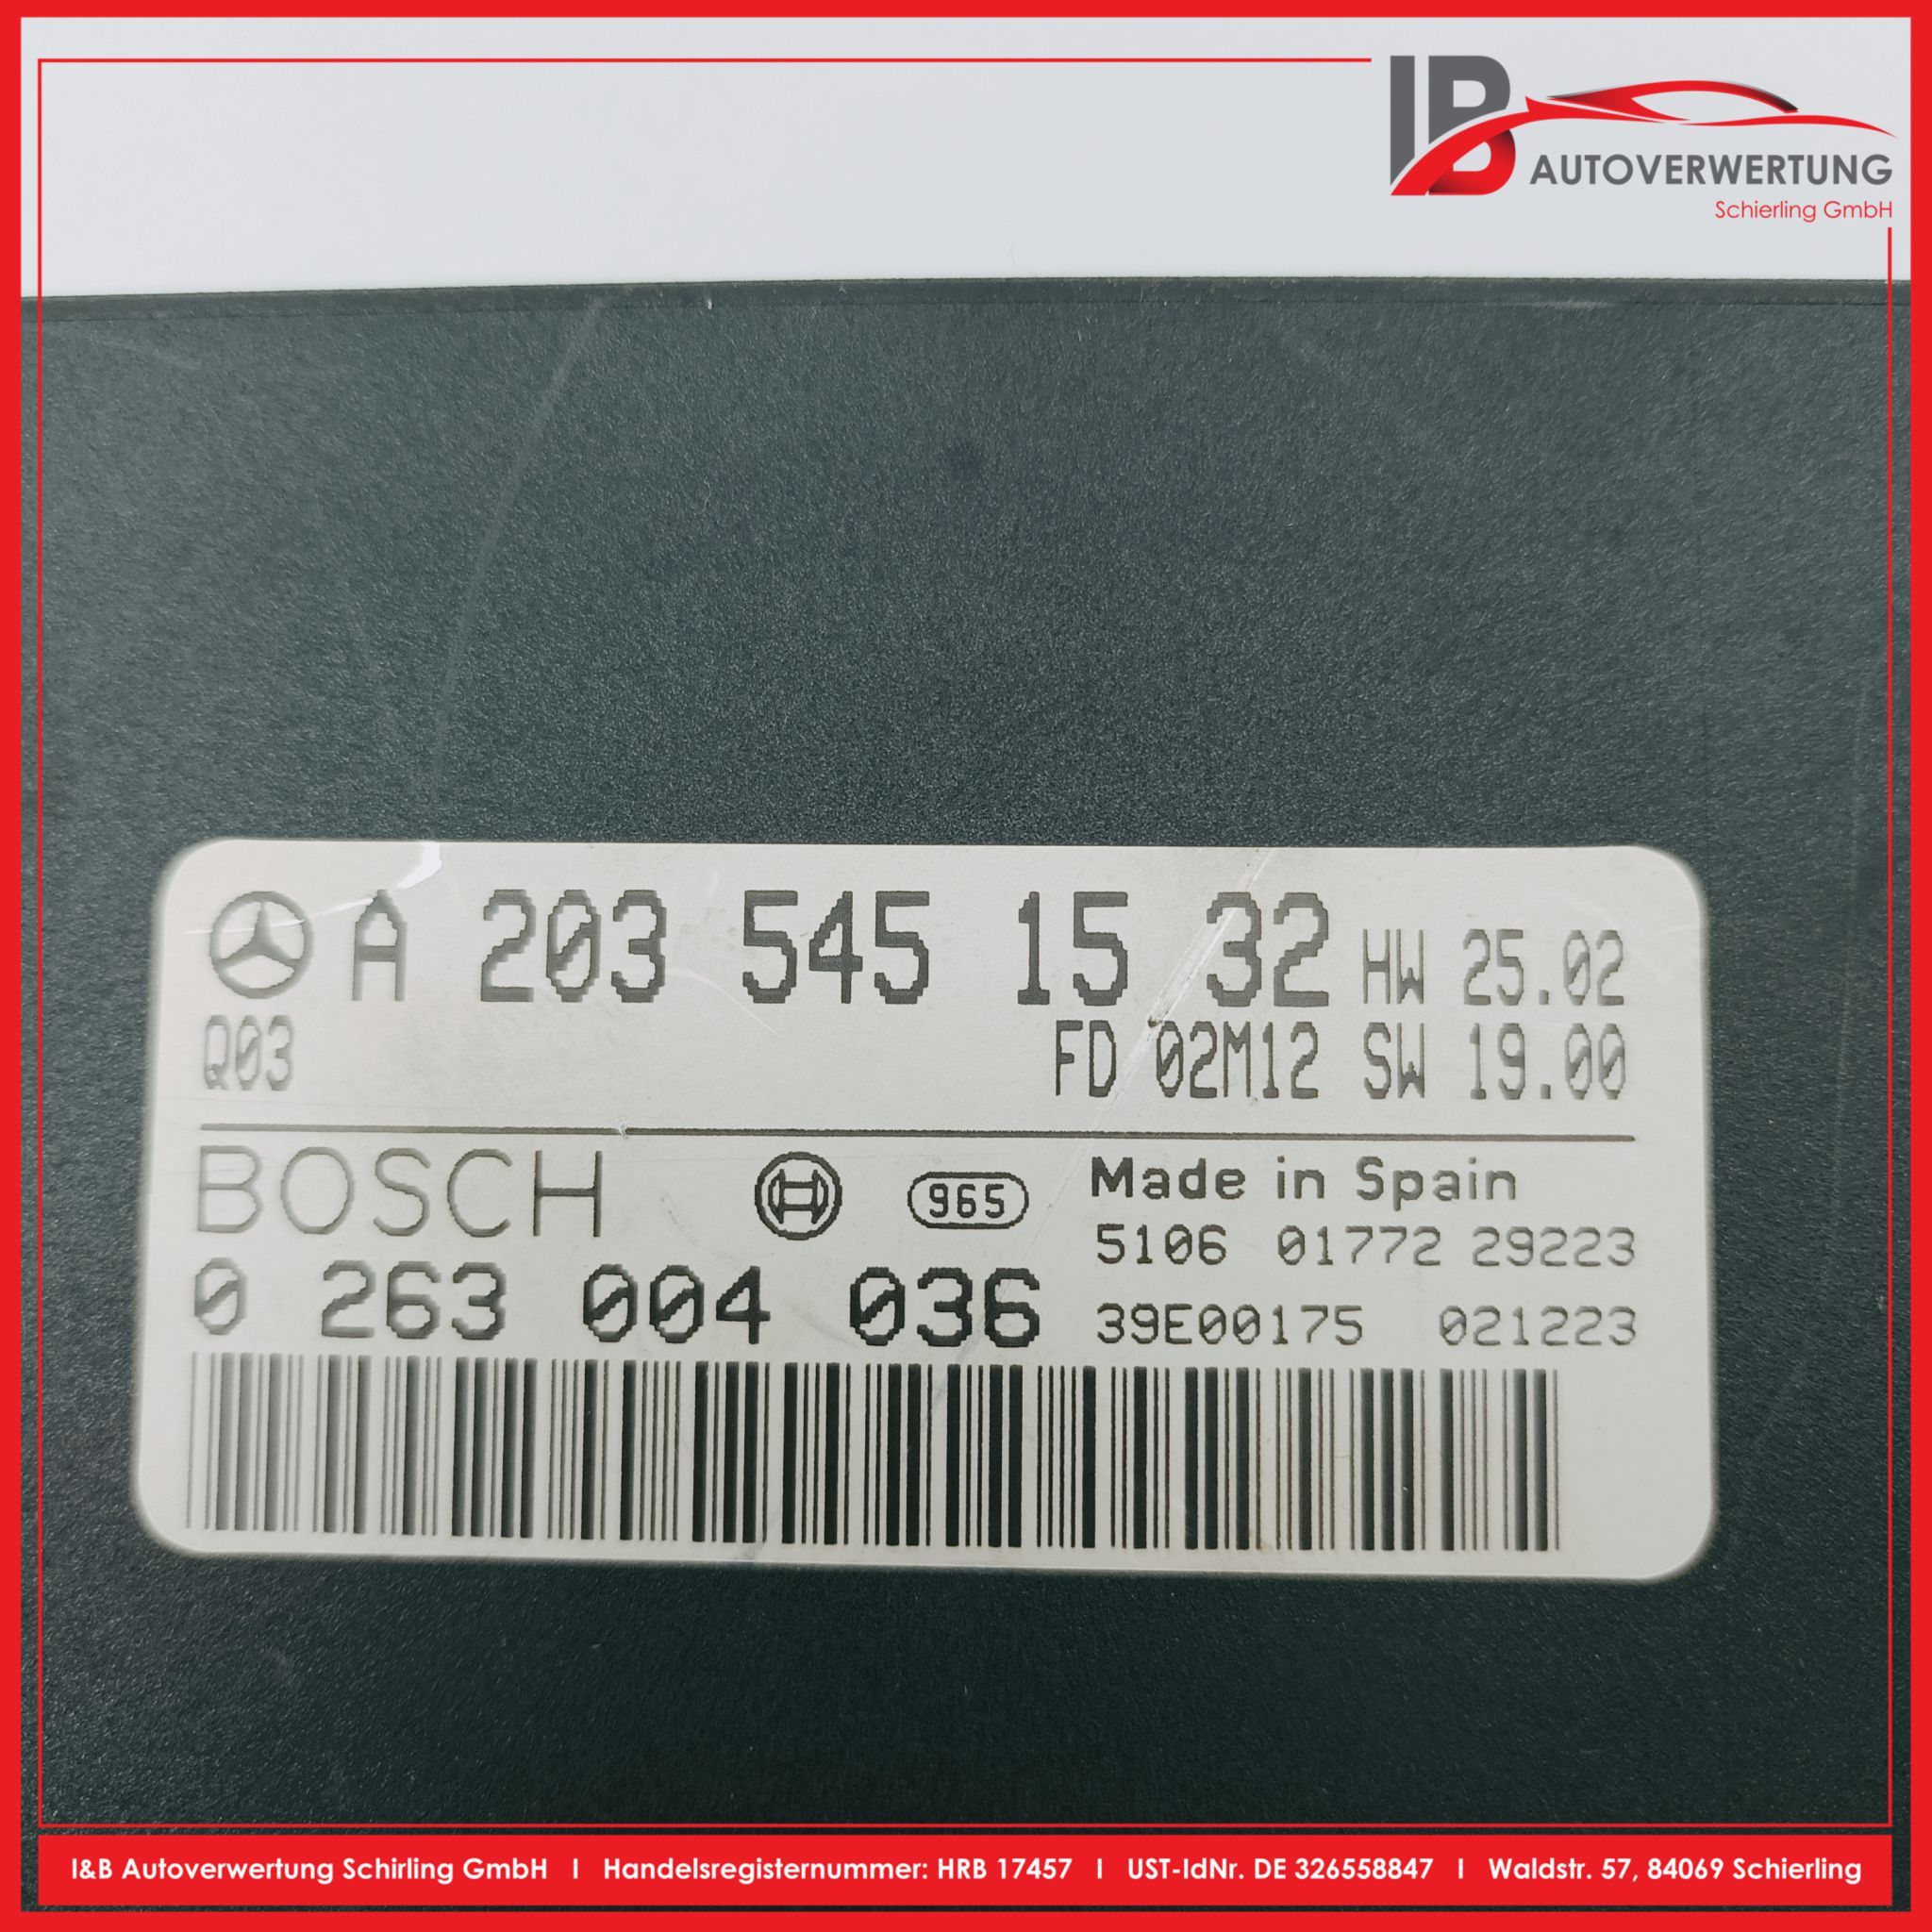 IB AUTOVERWERTUNG
Schierling GmbH
A 203 545 15 32 HW 25.02
Q03 FD 02M12 SW 19.00
BOSCH 965 Made in Spain
5106 01772 29223
0 263 004 036 39E00175 021223
I&B Autoverwertung Schirling GmbH I Handelsregisternummer: HRB 17457 I UST-IdNr. DE 326558847 I Waldstr. 57, 84069 Schierling